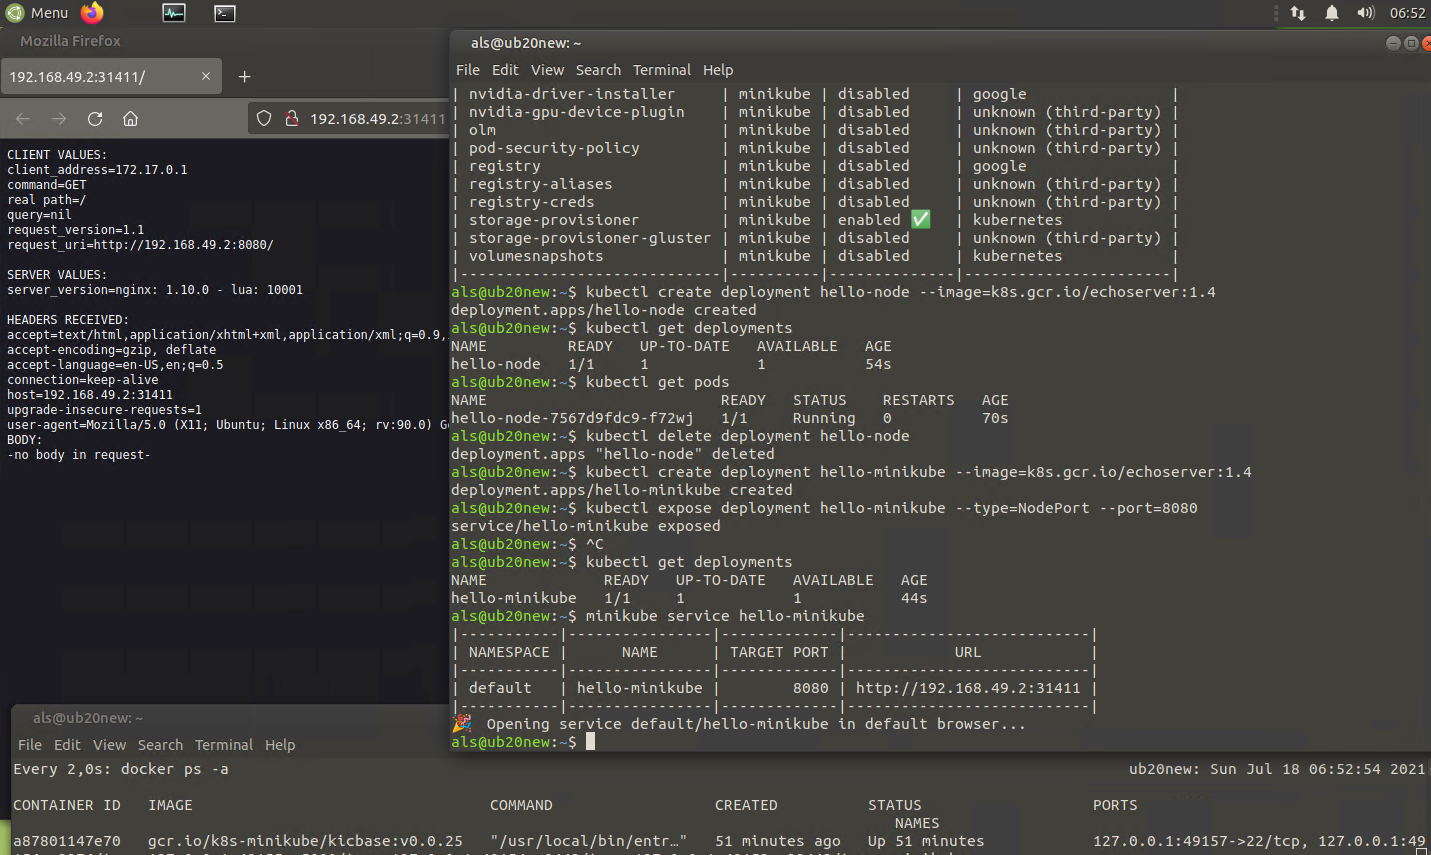 Menu
06:52
Mozilla Firefox
192.168.49.2:31411/
192.168.49.2:31411
CLIENT VALUES:
client_address=172.17.0.1
command=GET
real path=/
query=nil
request_version=1.1
request_uri=http://192.168.49.2:8080/
SERVER VALUES:
server_version=nginx: 1.10.0 - lua: 10001
HEADERS RECEIVED:
accept=text/html,application/xhtml+xml,application/xml;q=0.9,
accept-encoding=gzip, deflate
accept-language=en-US,en;q=0.5
connection=keep-alive
host=192.168.49.2:31411
upgrade-insecure-requests=1
user-agent=Mozilla/5.0 (X11; Ubuntu; Linux x86_64; rv:90.0) G
BODY:
-no body in request-
als@ub20new: ~
File Edit View Search Terminal Help
| nvidia-driver-installer | minikube | disabled | google |
| nvidia-gpu-device-plugin | minikube | disabled | unknown (third-party) |
| olm | minikube | disabled | unknown (third-party) |
| pod-security-policy | minikube | disabled | unknown (third-party) |
| registry | minikube | disabled | google |
| registry-aliases | minikube | disabled | unknown (third-party) |
| registry-creds | minikube | disabled | unknown (third-party) |
| storage-provisioner | minikube | enabled ✅ | kubernetes |
| storage-provisioner-gluster | minikube | disabled | unknown (third-party) |
| volumesnapshots | minikube | disabled | kubernetes |
|-----------------------------|----------|--------------|-----------------------|
als@ub20new:~$ kubectl create deployment hello-node --image=k8s.gcr.io/echoserver:1.4
deployment.apps/hello-node created
als@ub20new:~$ kubectl get deployments
NAME READY UP-TO-DATE AVAILABLE AGE
hello-node 1/1 1 1 54s
als@ub20new:~$ kubectl get pods
NAME READY STATUS RESTARTS AGE
hello-node-7567d9fdc9-f72wj 1/1 Running 0 70s
als@ub20new:~$ kubectl delete deployment hello-node
deployment.apps "hello-node" deleted
als@ub20new:~$ kubectl create deployment hello-minikube --image=k8s.gcr.io/echoserver:1.4
deployment.apps/hello-minikube created
als@ub20new:~$ kubectl expose deployment hello-minikube --type=NodePort --port=8080
service/hello-minikube exposed
als@ub20new:~$ ^C
als@ub20new:~$ kubectl get deployments
NAME READY UP-TO-DATE AVAILABLE AGE
hello-minikube 1/1 1 1 44s
als@ub20new:~$ minikube service hello-minikube
|-----------|----------------|-------------|---------------------------|
| NAMESPACE | NAME | TARGET PORT | URL |
|-----------|----------------|-------------|---------------------------|
| default | hello-minikube | 8080 | http://192.168.49.2:31411 |
|-----------|----------------|-------------|---------------------------|
🎉 Opening service default/hello-minikube in default browser...
als@ub20new:~$
als@ub20new: ~
File Edit View Search Terminal Help
Every 2,0s: docker ps -a ub20new: Sun Jul 18 06:52:54 2021
CONTAINER ID IMAGE COMMAND CREATED STATUS PORTS
NAMES
a87801147e70 gcr.io/k8s-minikube/kicbase:v0.0.25 "/usr/local/bin/entr…" 51 minutes ago Up 51 minutes 127.0.0.1:49157->22/tcp, 127.0.0.1:49